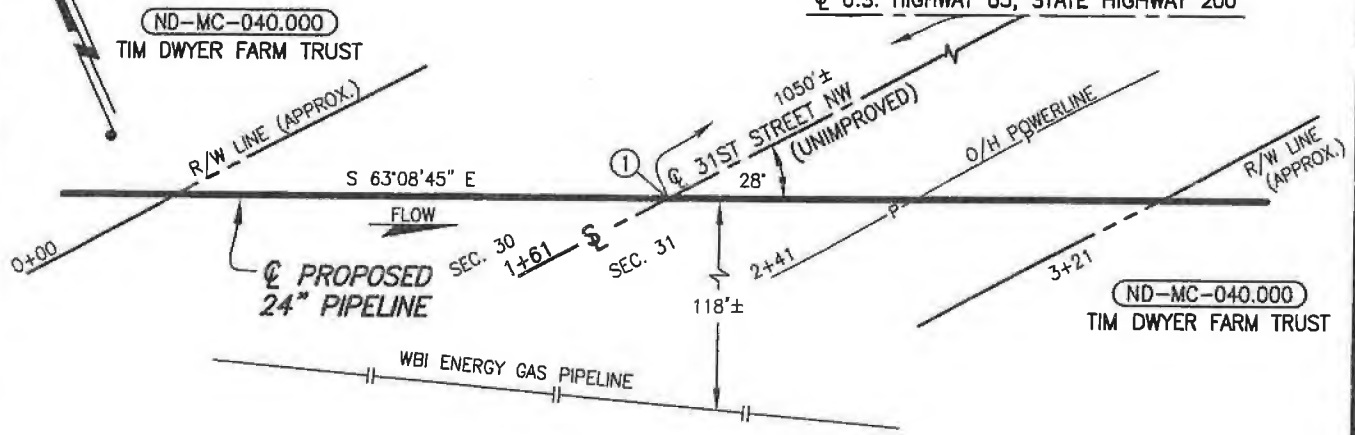 ℄ U.S. HIGHWAY 85, STATE HIGHWAY 200
ND-MC-040.000
TIM DWYER FARM TRUST
R/W LINE (APPROX.)
1050'±
℄ 31ST STREET NW
(UNIMPROVED)
O/H POWERLINE
P
R/W LINE
(APPROX.)
1
S 63°08'45" E
28°
FLOW
P
0+00
℄ PROPOSED
24" PIPELINE
SEC. 30
1+61
SEC. 31
2+41
3+21
118'±
ND-MC-040.000
TIM DWYER FARM TRUST
WBI ENERGY GAS PIPELINE